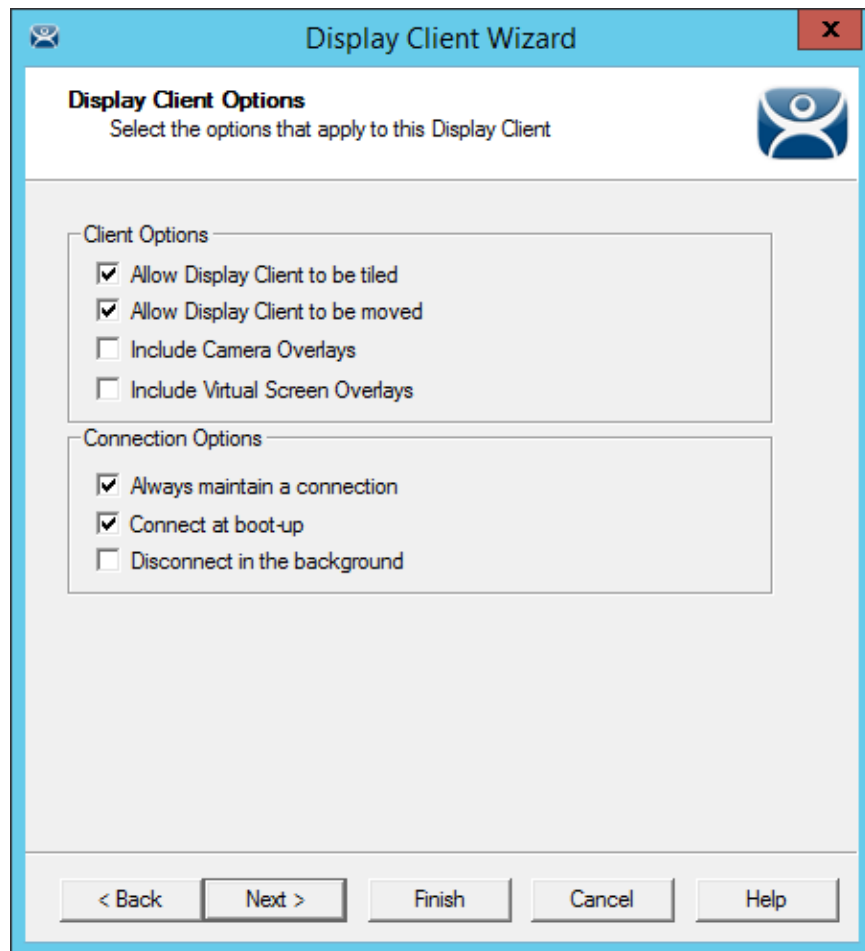 Display Client Wizard
x
Display Client Options
Select the options that apply to this Display Client
Client Options
Allow Display Client to be tiled
Allow Display Client to be moved
Include Camera Overlays
Include Virtual Screen Overlays
Connection Options
Always maintain a connection
Connect at boot-up
Disconnect in the background
< Back Next > Finish Cancel Help